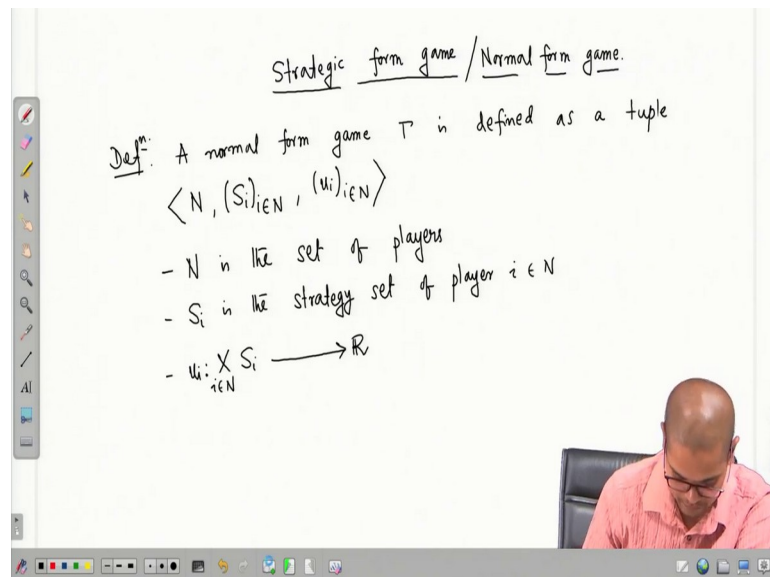 Strategic form game / Normal form game.
Defn: A normal form game Γ is defined as a tuple
⟨N, (Si)i∈N, (ui)i∈N⟩
- N is the set of players
- Si is the strategy set of player i ∈ N
- ui: X i∈N Si ⟶ ℝ